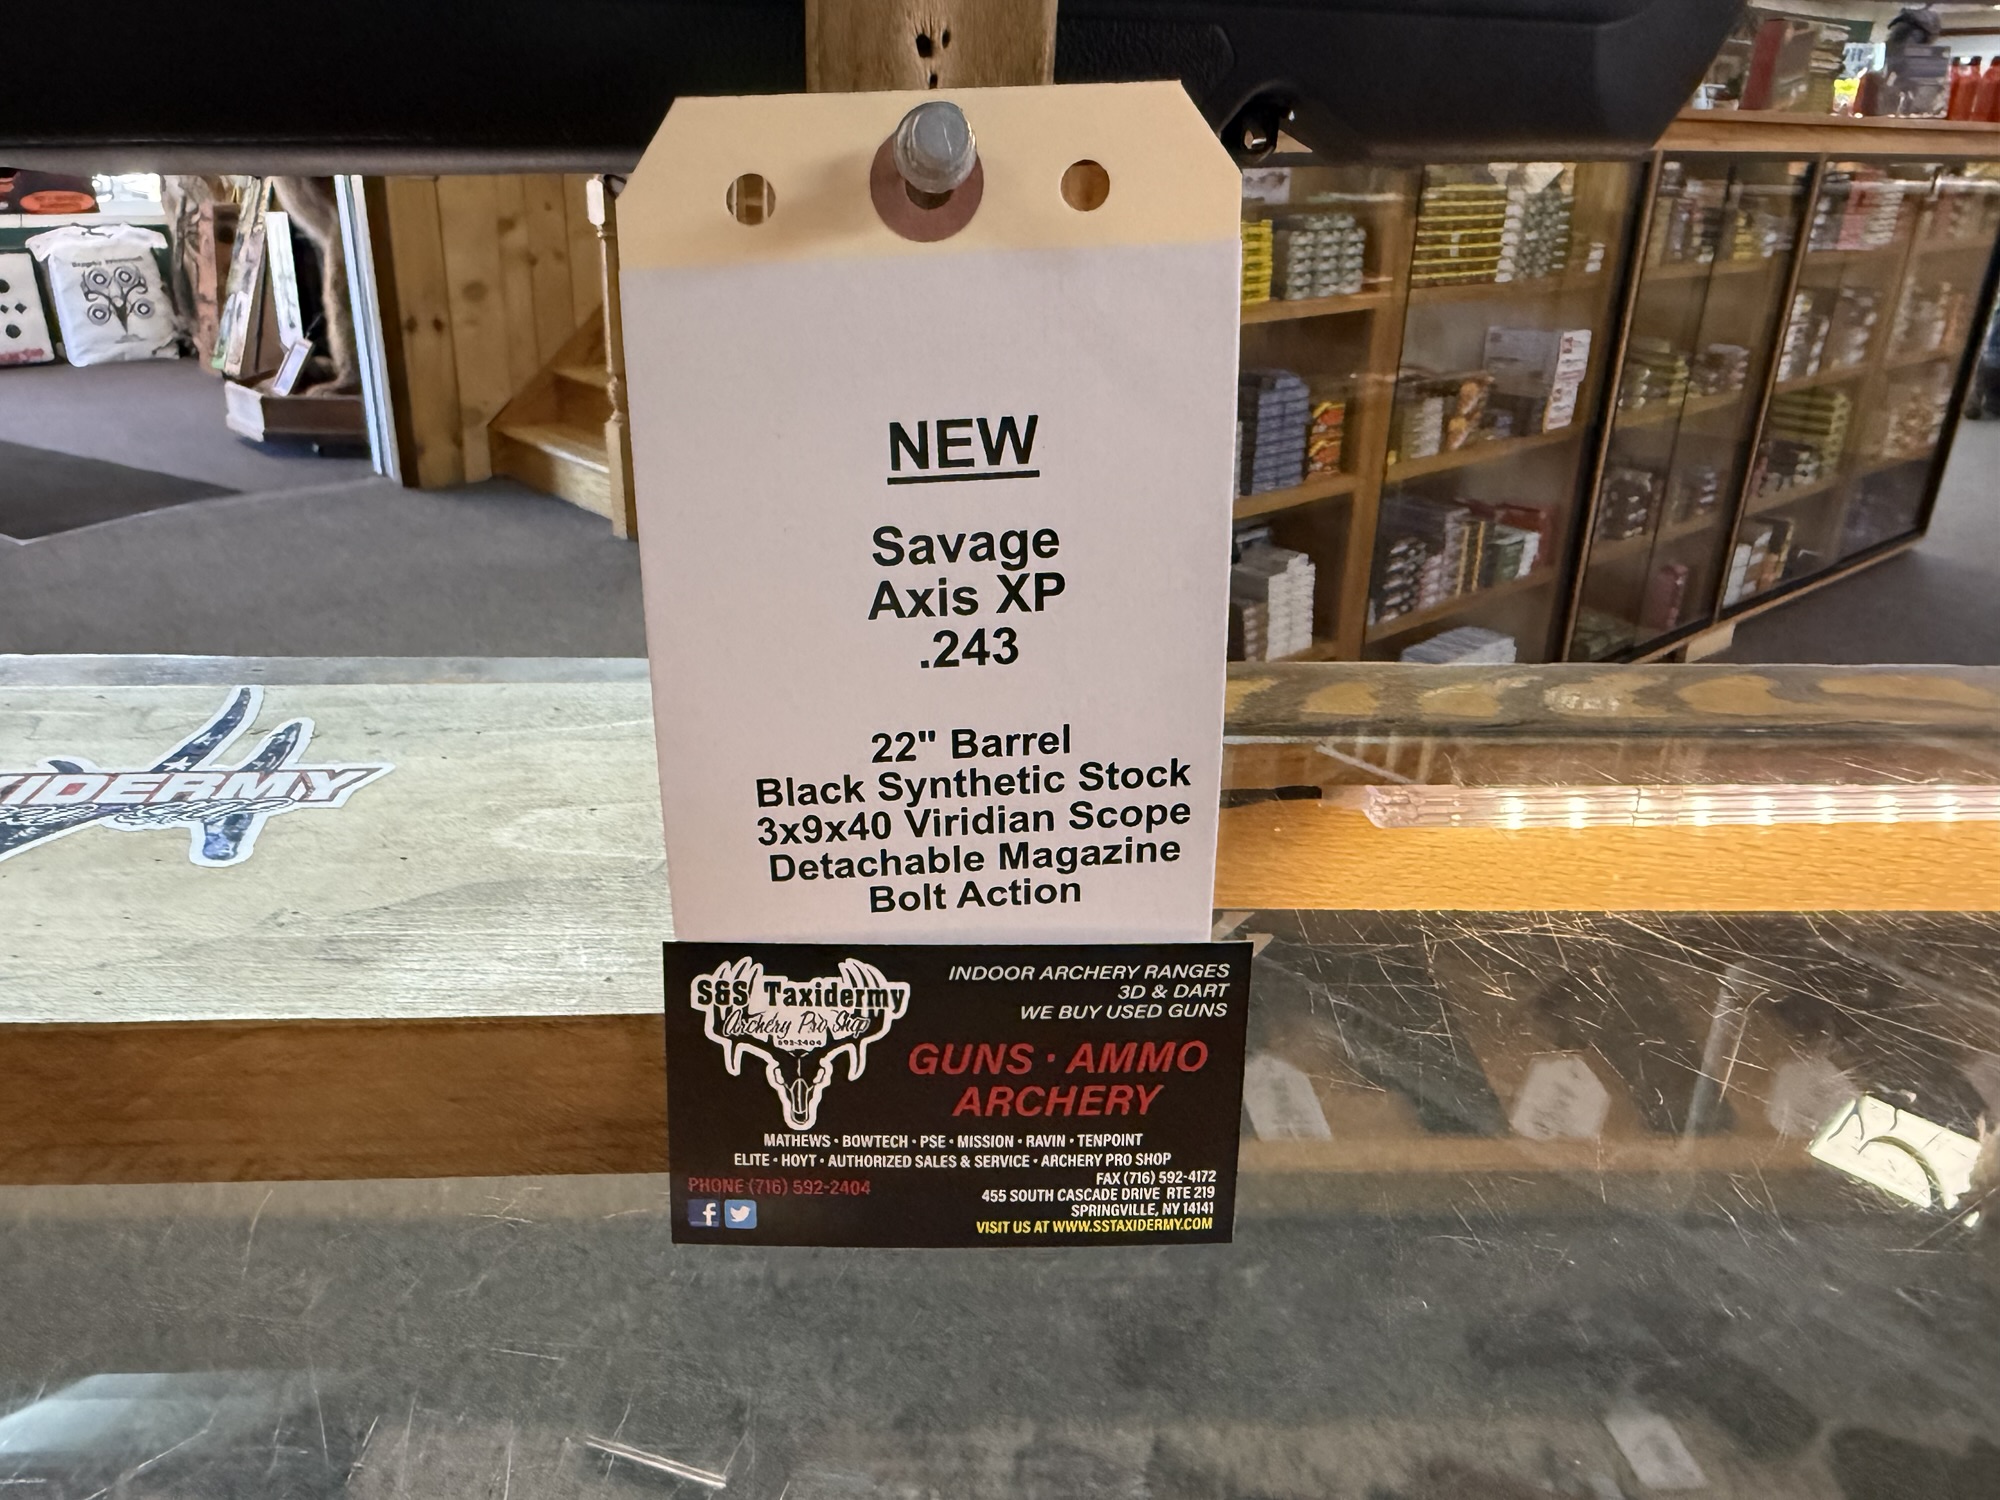 NEW
Savage
Axis XP
.243
22" Barrel
Black Synthetic Stock
3x9x40 Viridian Scope
Detachable Magazine
Bolt Action
XIDERMY
S&S Taxidermy
Archery Pro Shop
592-2404
INDOOR ARCHERY RANGES
3D & DART
WE BUY USED GUNS
GUNS · AMMO
ARCHERY
MATHEWS · BOWTECH · PSE · MISSION · RAVIN · TENPOINT
ELITE · HOYT · AUTHORIZED SALES & SERVICE · ARCHERY PRO SHOP
PHONE (716) 592-2404
FAX (716) 592-4172
455 SOUTH CASCADE DRIVE RTE 219
SPRINGVILLE, NY 14141
VISIT US AT WWW.SSTAXIDERMY.COM